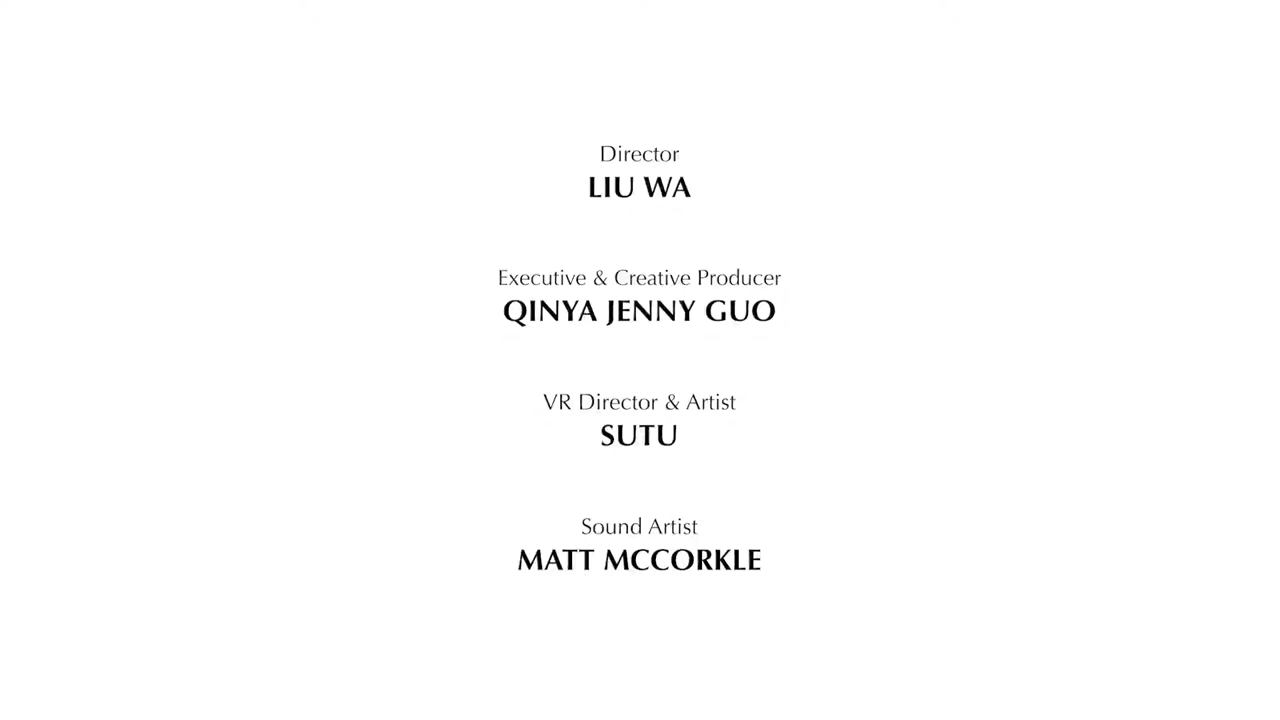 Director
LIU WA
Executive & Creative Producer
QINYA JENNY GUO
VR Director & Artist
SUTU
Sound Artist
MATT MCCORKLE